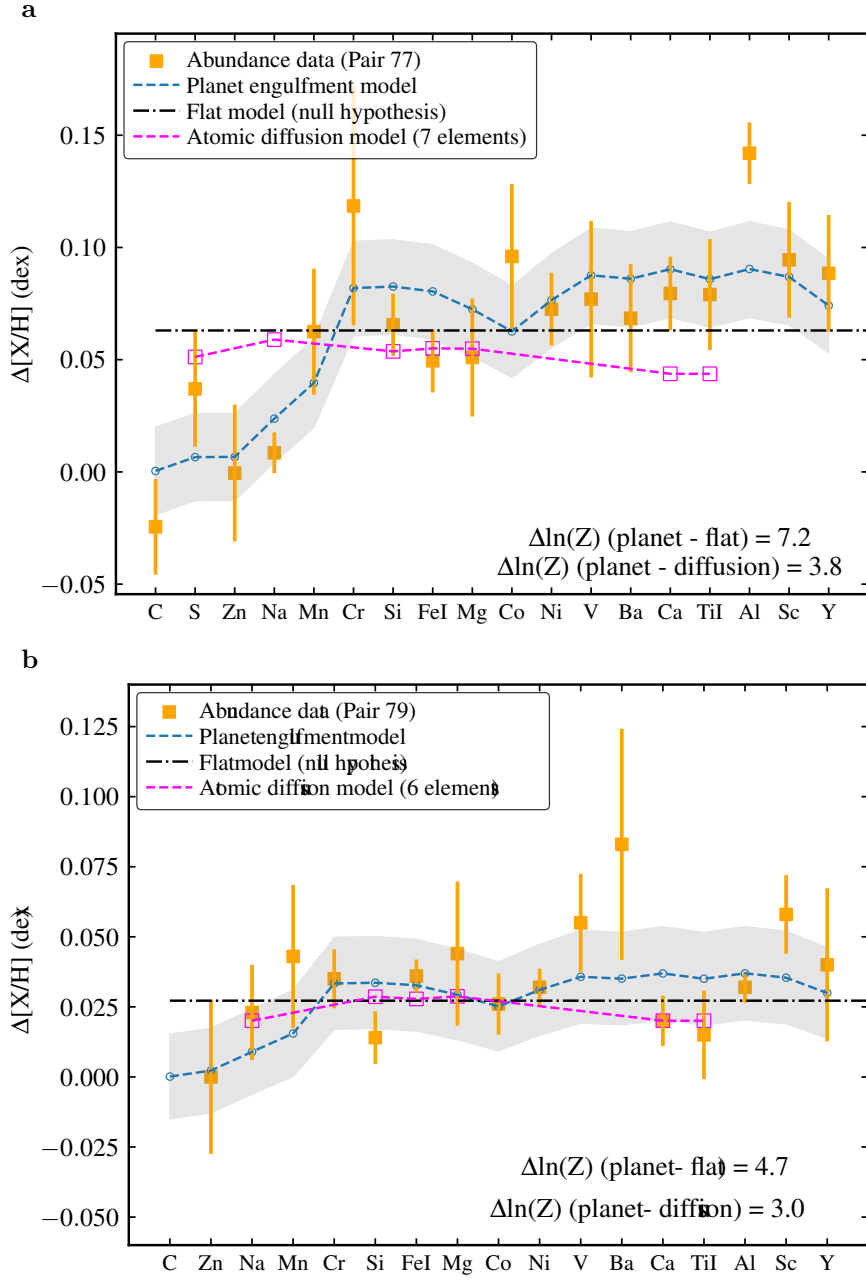 a
Abundance data (Pair 77)
Planet engulfment model
Flat model (null hypothesis)
Atomic diffusion model (7 elements)
0.15
0.10
0.05
0.00
−0.05
Δ[X/H] (dex)
Δln(Z) (planet - flat) = 7.2
Δln(Z) (planet - diffusion) = 3.8
C S Zn Na Mn Cr Si FeI Mg Co Ni V Ba Ca TiI Al Sc Y
b
Abundance data (Pair 79)
Planet engulfment model
Flat model (null hypothesis)
Atomic diffusion model (6 elements)
0.125
0.100
0.075
0.050
0.025
0.000
−0.025
−0.050
Δ[X/H] (dex)
Δln(Z) (planet- flat) = 4.7
Δln(Z) (planet- diffusion) = 3.0
C Zn Na Mn Cr Si FeI Mg Co Ni V Ba Ca TiI Al Sc Y